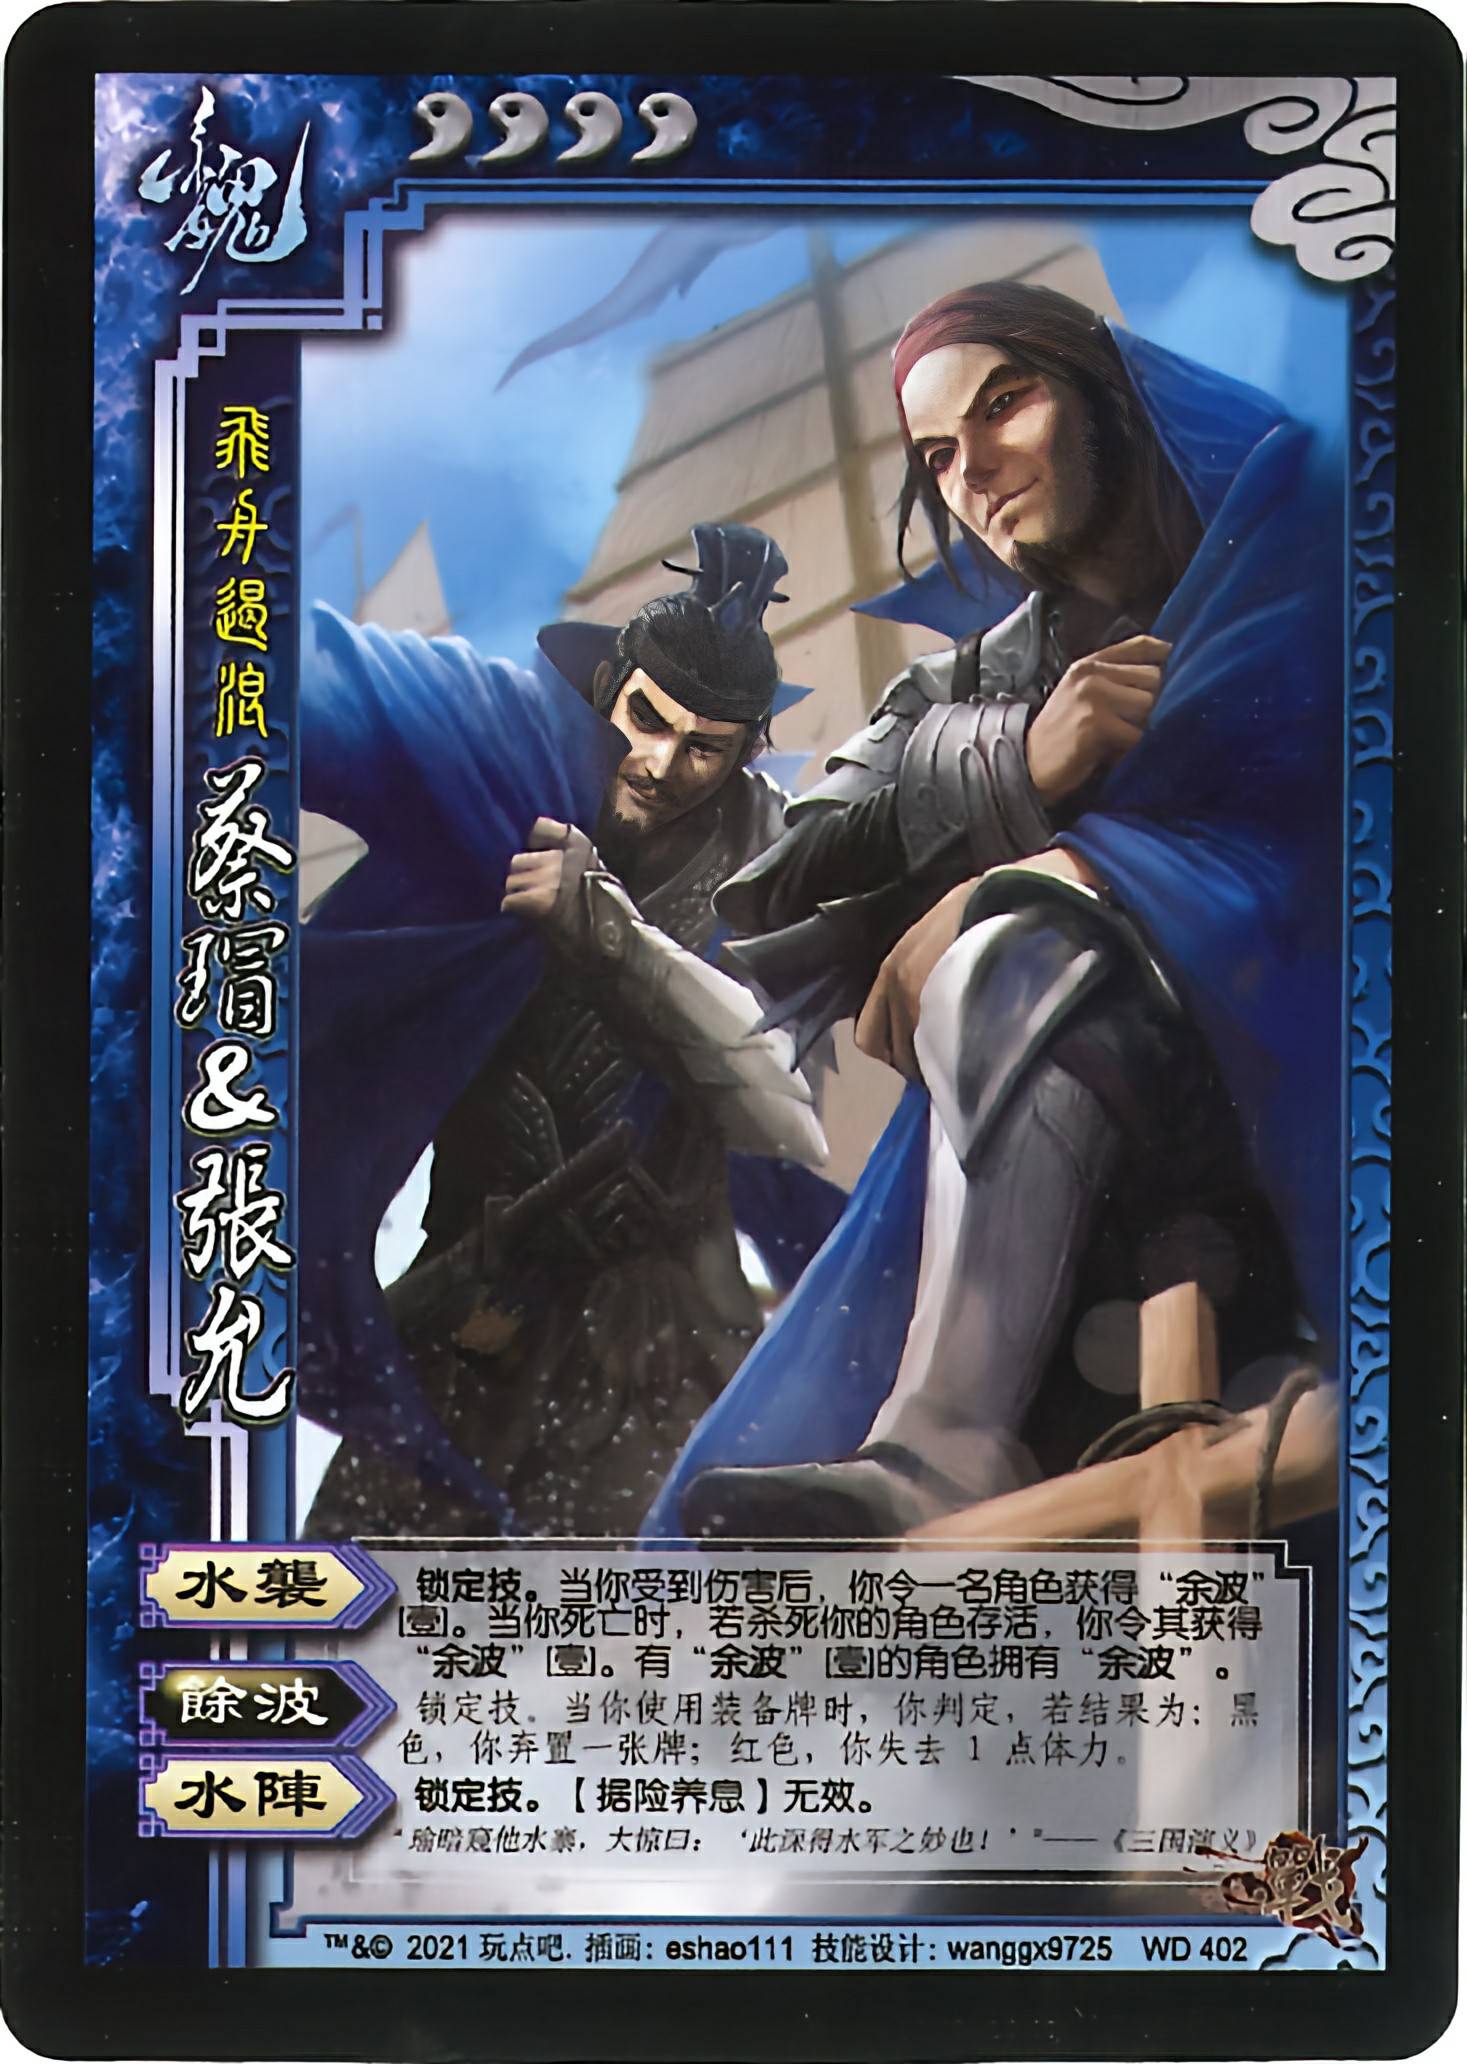 魏
飛舟遏浪
蔡瑁&張允
水襲
锁定技。当你受到伤害后，你令一名角色获得“余波”
[壹]。当你死亡时，若杀死你的角色存活，你令其获得
“余波”[壹]。有“余波”[壹]的角色拥有“余波”。
餘波
锁定技。当你使用装备牌时，你判定，若结果为：黑
色，你弃置一张牌；红色，你失去 1 点体力。
水陣
锁定技。【据险养息】无效。
“瑜暗窥他水寨，大惊曰：‘此深得水军之妙也！’”——《三国演义》
戰
™&© 2021 玩点吧. 插画: eshao111 技能设计: wanggx9725 WD 402